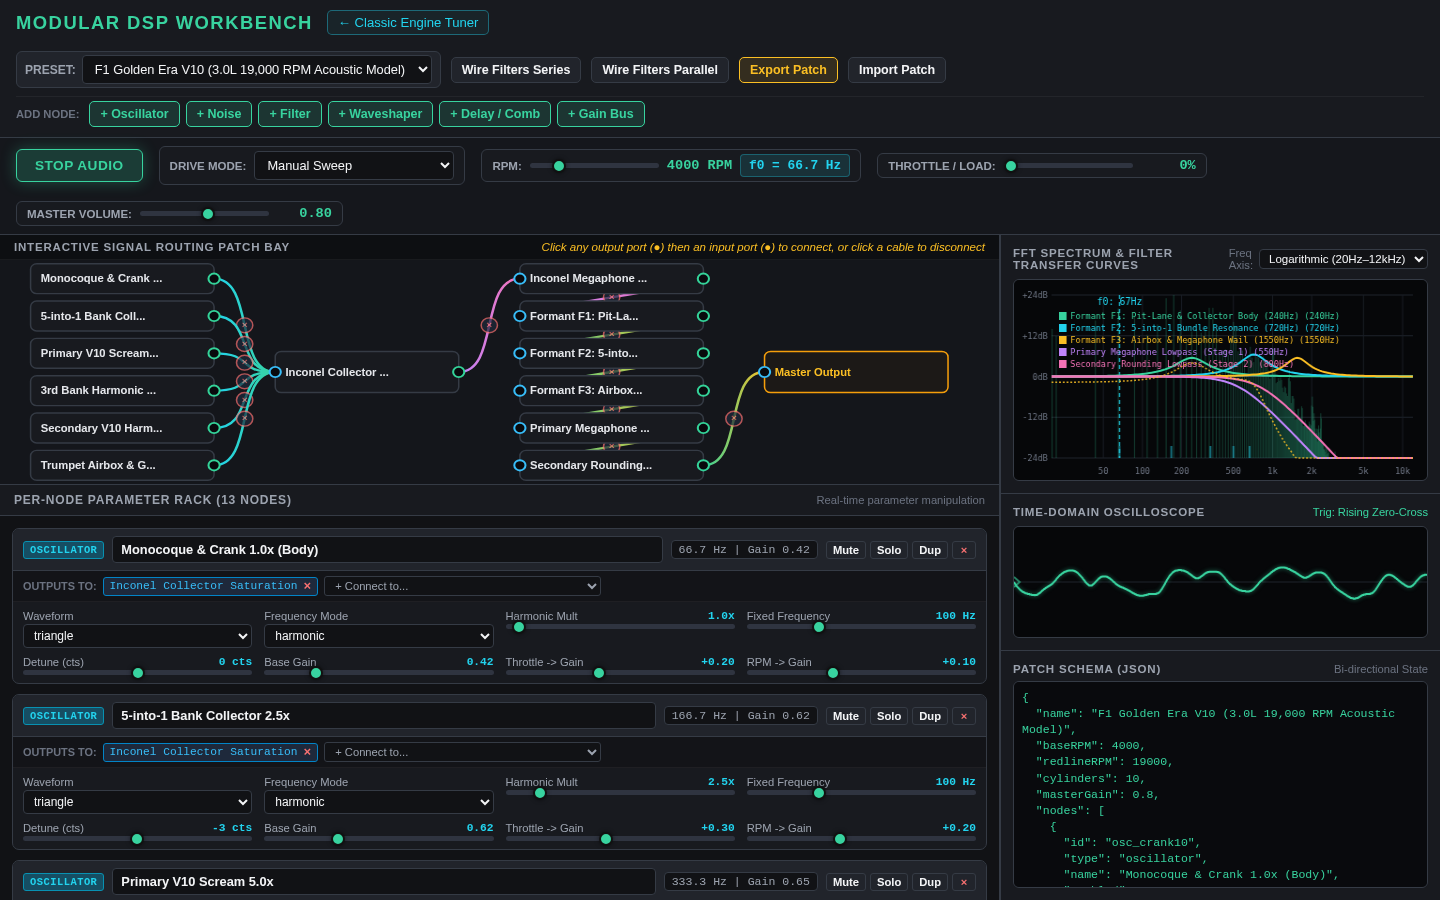 MODULAR DSP WORKBENCH
← Classic Engine Tuner
PRESET: F1 Golden Era V10 (3.0L 19,000 RPM Acoustic Model)
Wire Filters Series
Wire Filters Parallel
Export Patch
Import Patch
ADD NODE: + Oscillator + Noise + Filter + Waveshaper + Delay / Comb + Gain Bus
STOP AUDIO
DRIVE MODE: Manual Sweep
RPM: 4000 RPM f0 = 66.7 Hz
THROTTLE / LOAD: 0%
MASTER VOLUME: 0.80
INTERACTIVE SIGNAL ROUTING PATCH BAY
Click any output port (●) then an input port (●) to connect, or click a cable to disconnect
Monocoque & Crank ...
5-into-1 Bank Coll...
Primary V10 Scream...
3rd Bank Harmonic ...
Secondary V10 Harm...
Trumpet Airbox & G...
Inconel Collector ...
Inconel Megaphone ...
Formant F1: Pit-La...
Formant F2: 5-into...
Formant F3: Airbox...
Primary Megaphone ...
Secondary Rounding...
Master Output
PER-NODE PARAMETER RACK (13 NODES)
Real-time parameter manipulation
OSCILLATOR Monocoque & Crank 1.0x (Body) 66.7 Hz | Gain 0.42 Mute Solo Dup ×
OUTPUTS TO: Inconel Collector Saturation × + Connect to...
Waveform Frequency Mode Harmonic Mult 1.0x Fixed Frequency 100 Hz
triangle harmonic
Detune (cts) 0 cts Base Gain 0.42 Throttle -> Gain +0.20 RPM -> Gain +0.10
OSCILLATOR 5-into-1 Bank Collector 2.5x 166.7 Hz | Gain 0.62 Mute Solo Dup ×
OUTPUTS TO: Inconel Collector Saturation × + Connect to...
Waveform Frequency Mode Harmonic Mult 2.5x Fixed Frequency 100 Hz
triangle harmonic
Detune (cts) -3 cts Base Gain 0.62 Throttle -> Gain +0.30 RPM -> Gain +0.20
OSCILLATOR Primary V10 Scream 5.0x 333.3 Hz | Gain 0.65 Mute Solo Dup ×
FFT SPECTRUM & FILTER
TRANSFER CURVES
Freq
Axis:
Logarithmic (20Hz–12kHz)
+24dB
+12dB
0dB
-12dB
-24dB
f0: 67Hz
Formant F1: Pit-Lane & Collector Body (240Hz) (240Hz)
Formant F2: 5-into-1 Bundle Resonance (720Hz) (720Hz)
Formant F3: Airbox & Megaphone Wail (1550Hz) (1550Hz)
Primary Megaphone Lowpass (Stage 1) (550Hz)
Secondary Rounding Lowpass (Stage 2) (800Hz)
50 100 200 500 1k 2k 5k 10k
TIME-DOMAIN OSCILLOSCOPE
Trig: Rising Zero-Cross
PATCH SCHEMA (JSON)
Bi-directional State
{
"name": "F1 Golden Era V10 (3.0L 19,000 RPM Acoustic
Model)",
"baseRPM": 4000,
"redlineRPM": 19000,
"cylinders": 10,
"masterGain": 0.8,
"nodes": [
{
"id": "osc_crank10",
"type": "oscillator",
"name": "Monocoque & Crank 1.0x (Body)",